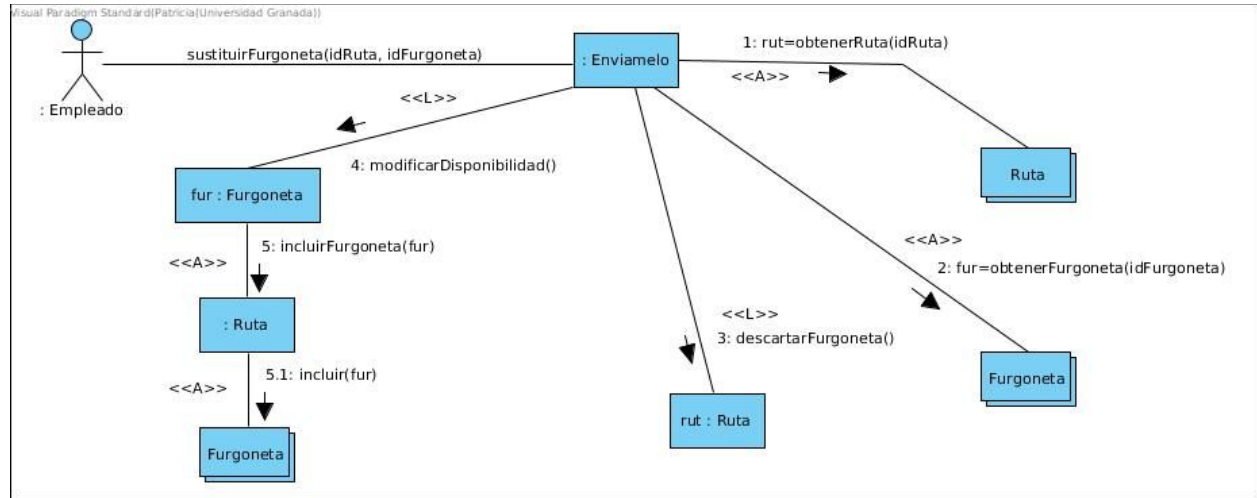 Visual Paradigm Standard(Patricia(Universidad Granada))
sustituirFurgoneta(idRuta, idFurgoneta)
: Empleado
: Enviamelo
1: rut=obtenerRuta(idRuta)
<<A>>
Ruta
<<L>>
4: modificarDisponibilidad()
fur : Furgoneta
5: incluirFurgoneta(fur)
<<A>>
: Ruta
5.1: incluir(fur)
<<A>>
Furgoneta
<<L>>
3: descartarFurgoneta()
rut : Ruta
<<A>>
2: fur=obtenerFurgoneta(idFurgoneta)
Furgoneta